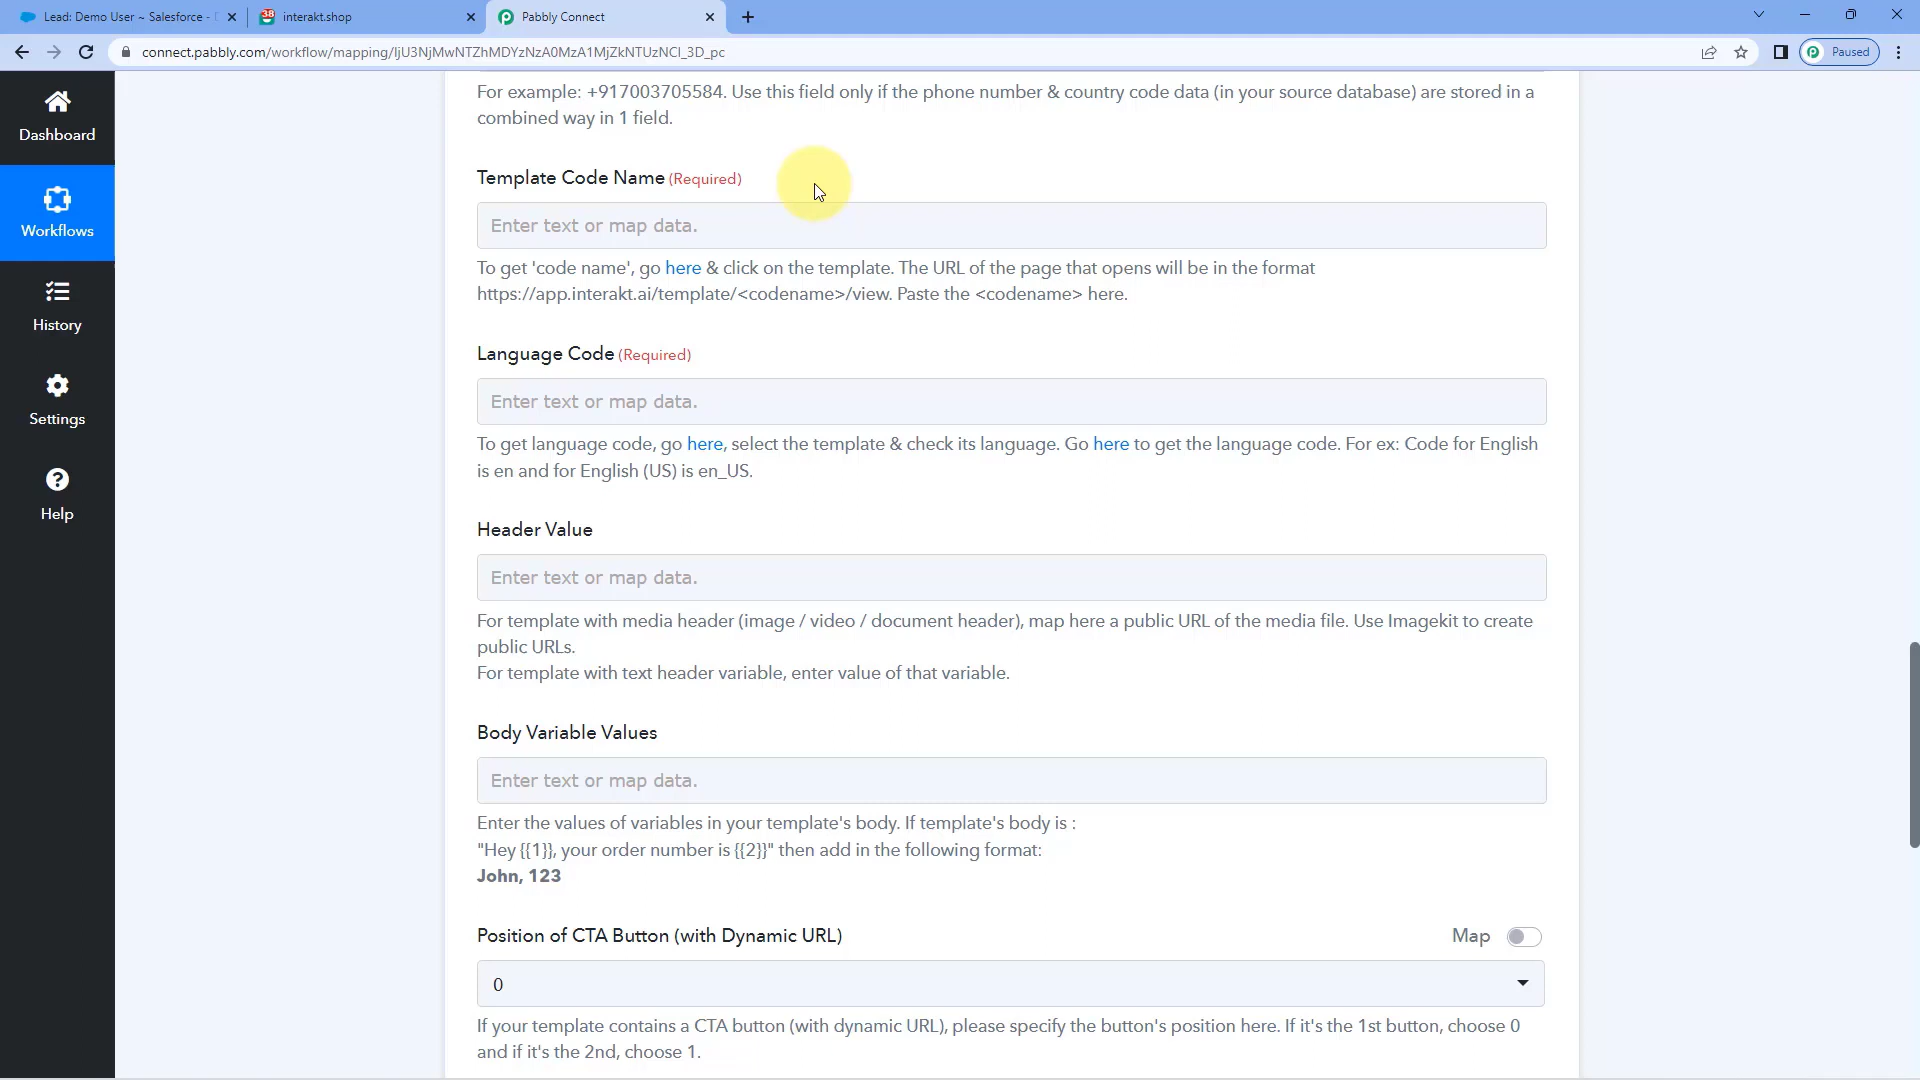 Lead: Demo User ~ Salesforce -
interakt.shop
Pabbly Connect
connect.pabbly.com/workflow/mapping/IjU3NjMwNTZhMDYzNzA0MzA1MjZkNTUzNCI_3D_pc
Paused
Dashboard
Workflows
History
Settings
Help
For example: +917003705584. Use this field only if the phone number & country code data (in your source database) are stored in a
combined way in 1 field.
Template Code Name (Required)
Enter text or map data.
To get 'code name', go here & click on the template. The URL of the page that opens will be in the format
https://app.interakt.ai/template/<codename>/view. Paste the <codename> here.
Language Code (Required)
Enter text or map data.
To get language code, go here, select the template & check its language. Go here to get the language code. For ex: Code for English
is en and for English (US) is en_US.
Header Value
Enter text or map data.
For template with media header (image / video / document header), map here a public URL of the media file. Use Imagekit to create
public URLs.
For template with text header variable, enter value of that variable.
Body Variable Values
Enter text or map data.
Enter the values of variables in your template's body. If template's body is :
"Hey {{1}}, your order number is {{2}}" then add in the following format:
John, 123
Position of CTA Button (with Dynamic URL)
Map
0
If your template contains a CTA button (with dynamic URL), please specify the button's position here. If it's the 1st button, choose 0
and if it's the 2nd, choose 1.